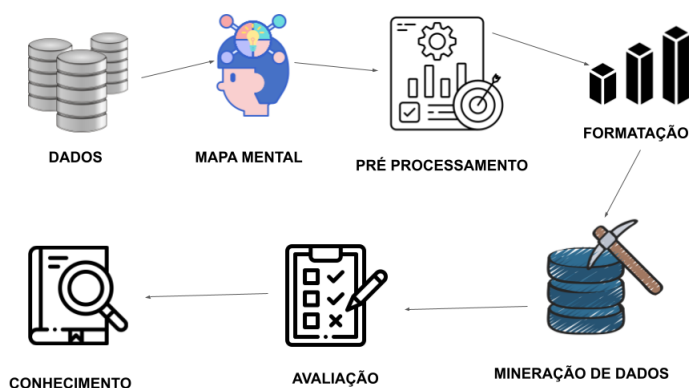 DADOS
MAPA MENTAL
PRÉ PROCESSAMENTO
FORMATAÇÃO
MINERAÇÃO DE DADOS
AVALIAÇÃO
CONHECIMENTO